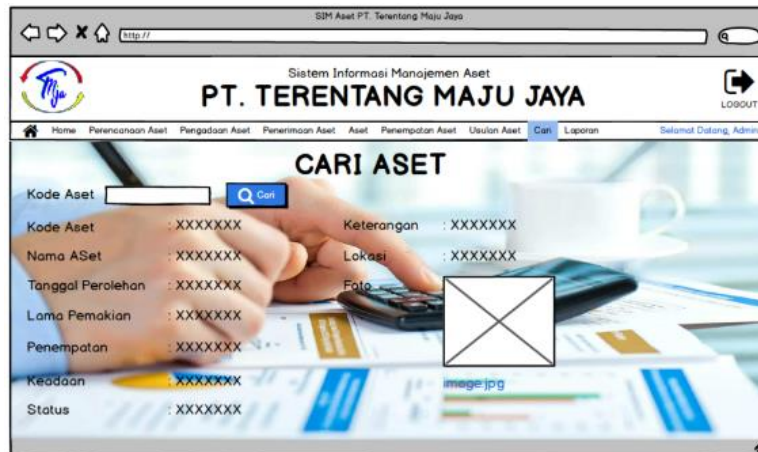 SIM Aset PT. Terentang Maju Jaya
http://
Mja
Sistem Informasi Manajemen Aset
PT. TERENTANG MAJU JAYA
LOGOUT
Home Perencanaan Aset Pengadaan Aset Penerimaan Aset Aset Penempatan Aset Usulan Aset Cari Laporan Selamat Datang, Admin
CARI ASET
Kode Aset Cari
Kode Aset : XXXXXXX Keterangan : XXXXXXX
Nama ASet : XXXXXXX Lokasi : XXXXXXX
Tanggal Perolehan : XXXXXXX Foto
Lama Pemakian : XXXXXXX
Penempatan : XXXXXXX
Keadaan : XXXXXXX image.jpg
Status : XXXXXXX